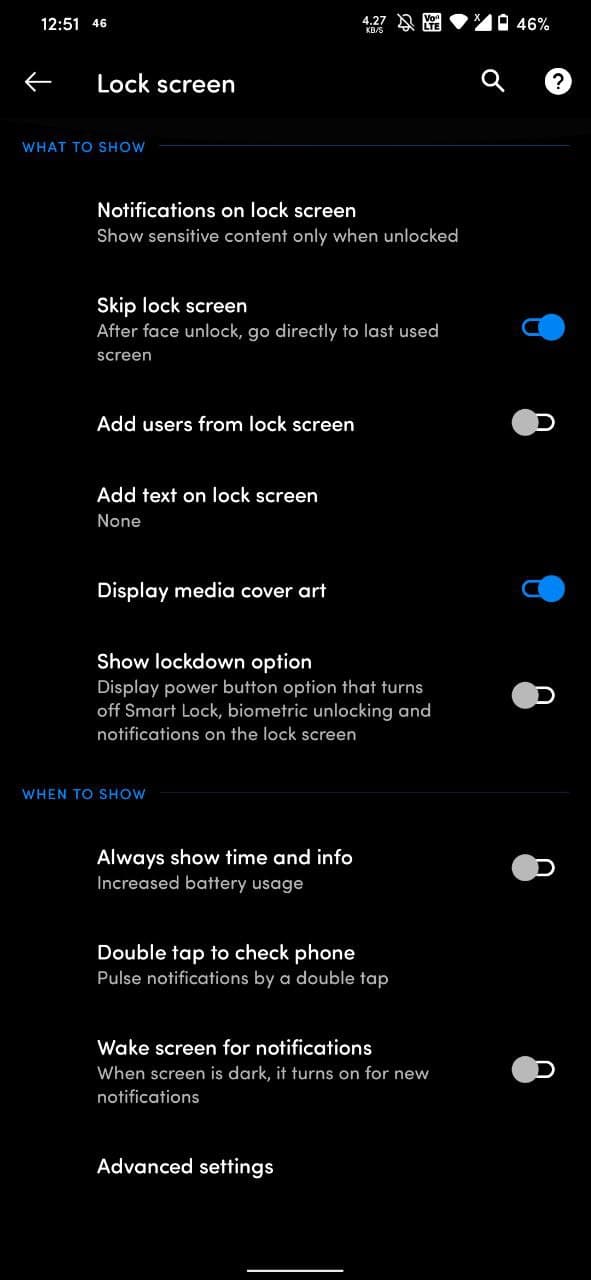 12:51 46 4.27 KB/S Vo LTE X 46%
Lock screen ?
WHAT TO SHOW
Notifications on lock screen
Show sensitive content only when unlocked
Skip lock screen
After face unlock, go directly to last used
screen
Add users from lock screen
Add text on lock screen
None
Display media cover art
Show lockdown option
Display power button option that turns
off Smart Lock, biometric unlocking and
notifications on the lock screen
WHEN TO SHOW
Always show time and info
Increased battery usage
Double tap to check phone
Pulse notifications by a double tap
Wake screen for notifications
When screen is dark, it turns on for new
notifications
Advanced settings